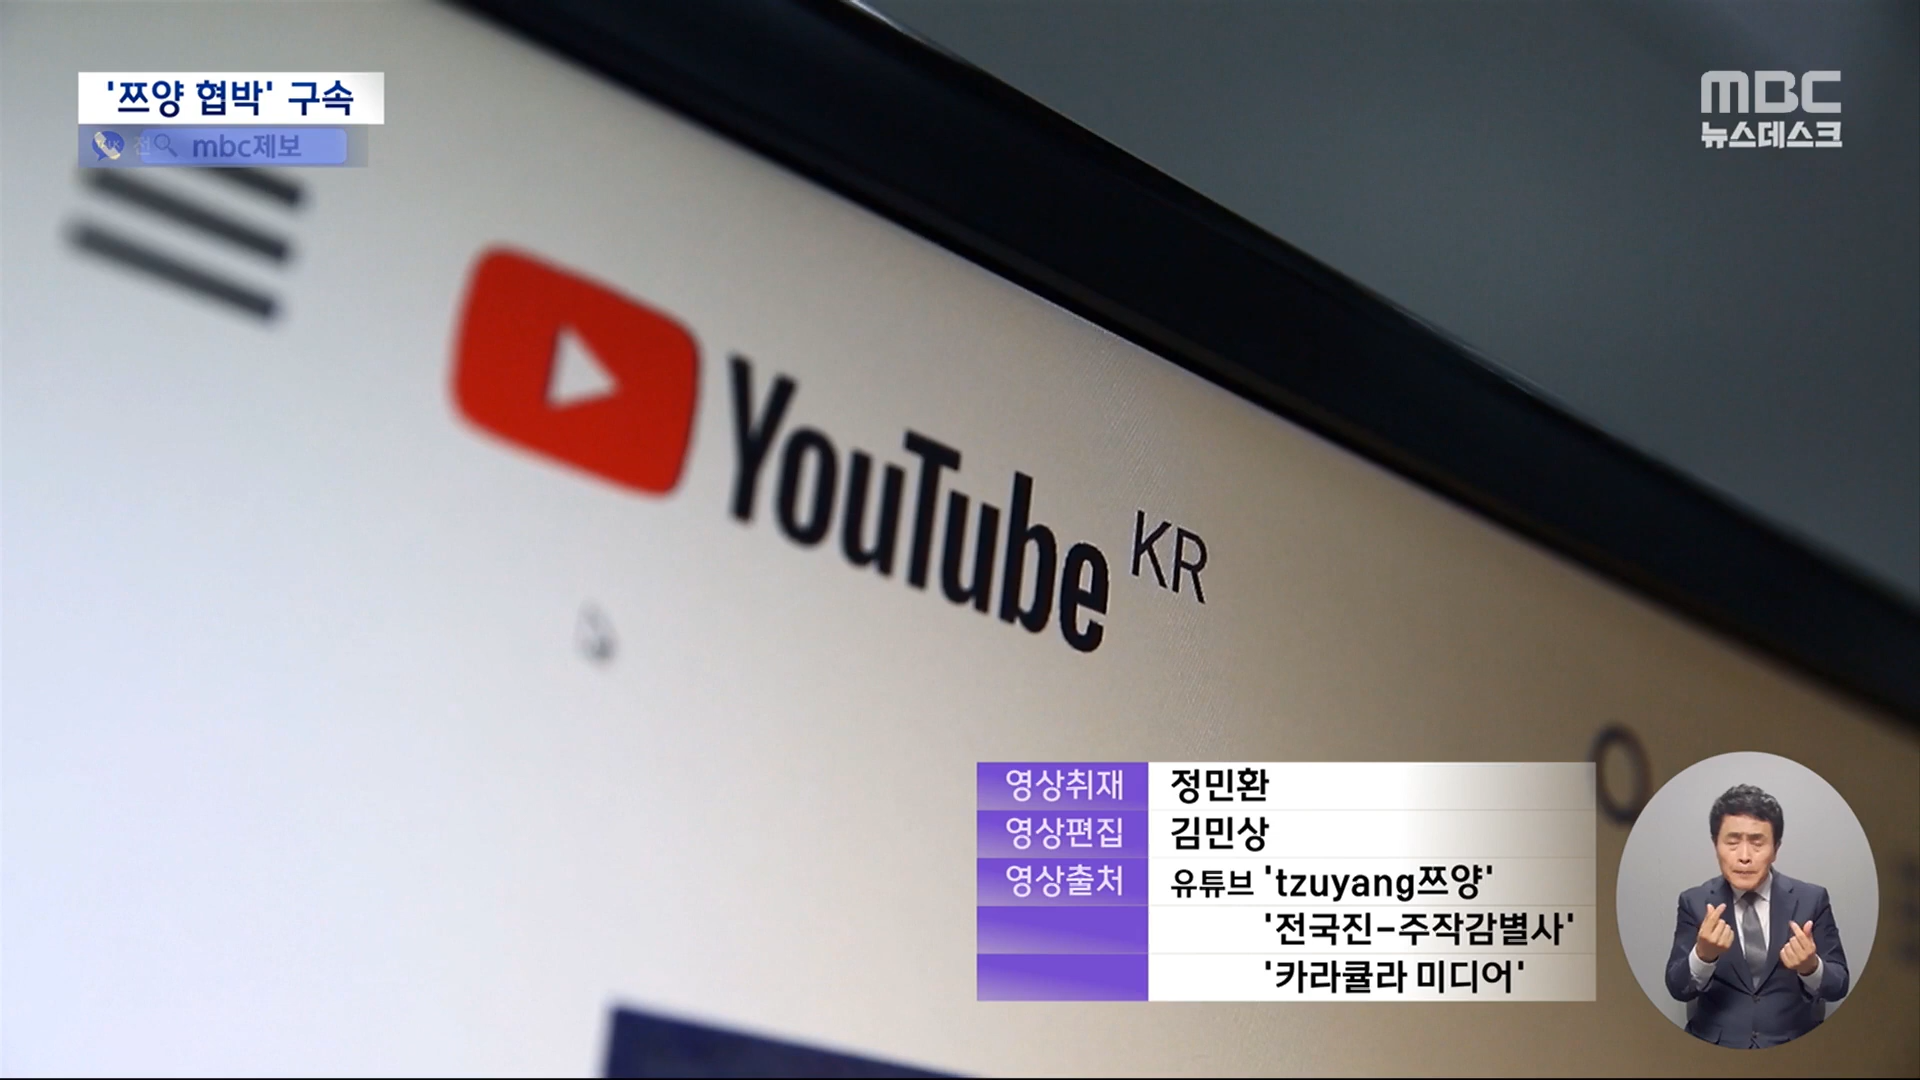 '쯔양 협박' 구속
mbc제보
MBC
뉴스데스크
YouTube KR
영상취재 정민환
영상편집 김민상
영상출처 유튜브 'tzuyang쯔양'
'전국진-주작감별사'
'카라큘라 미디어'